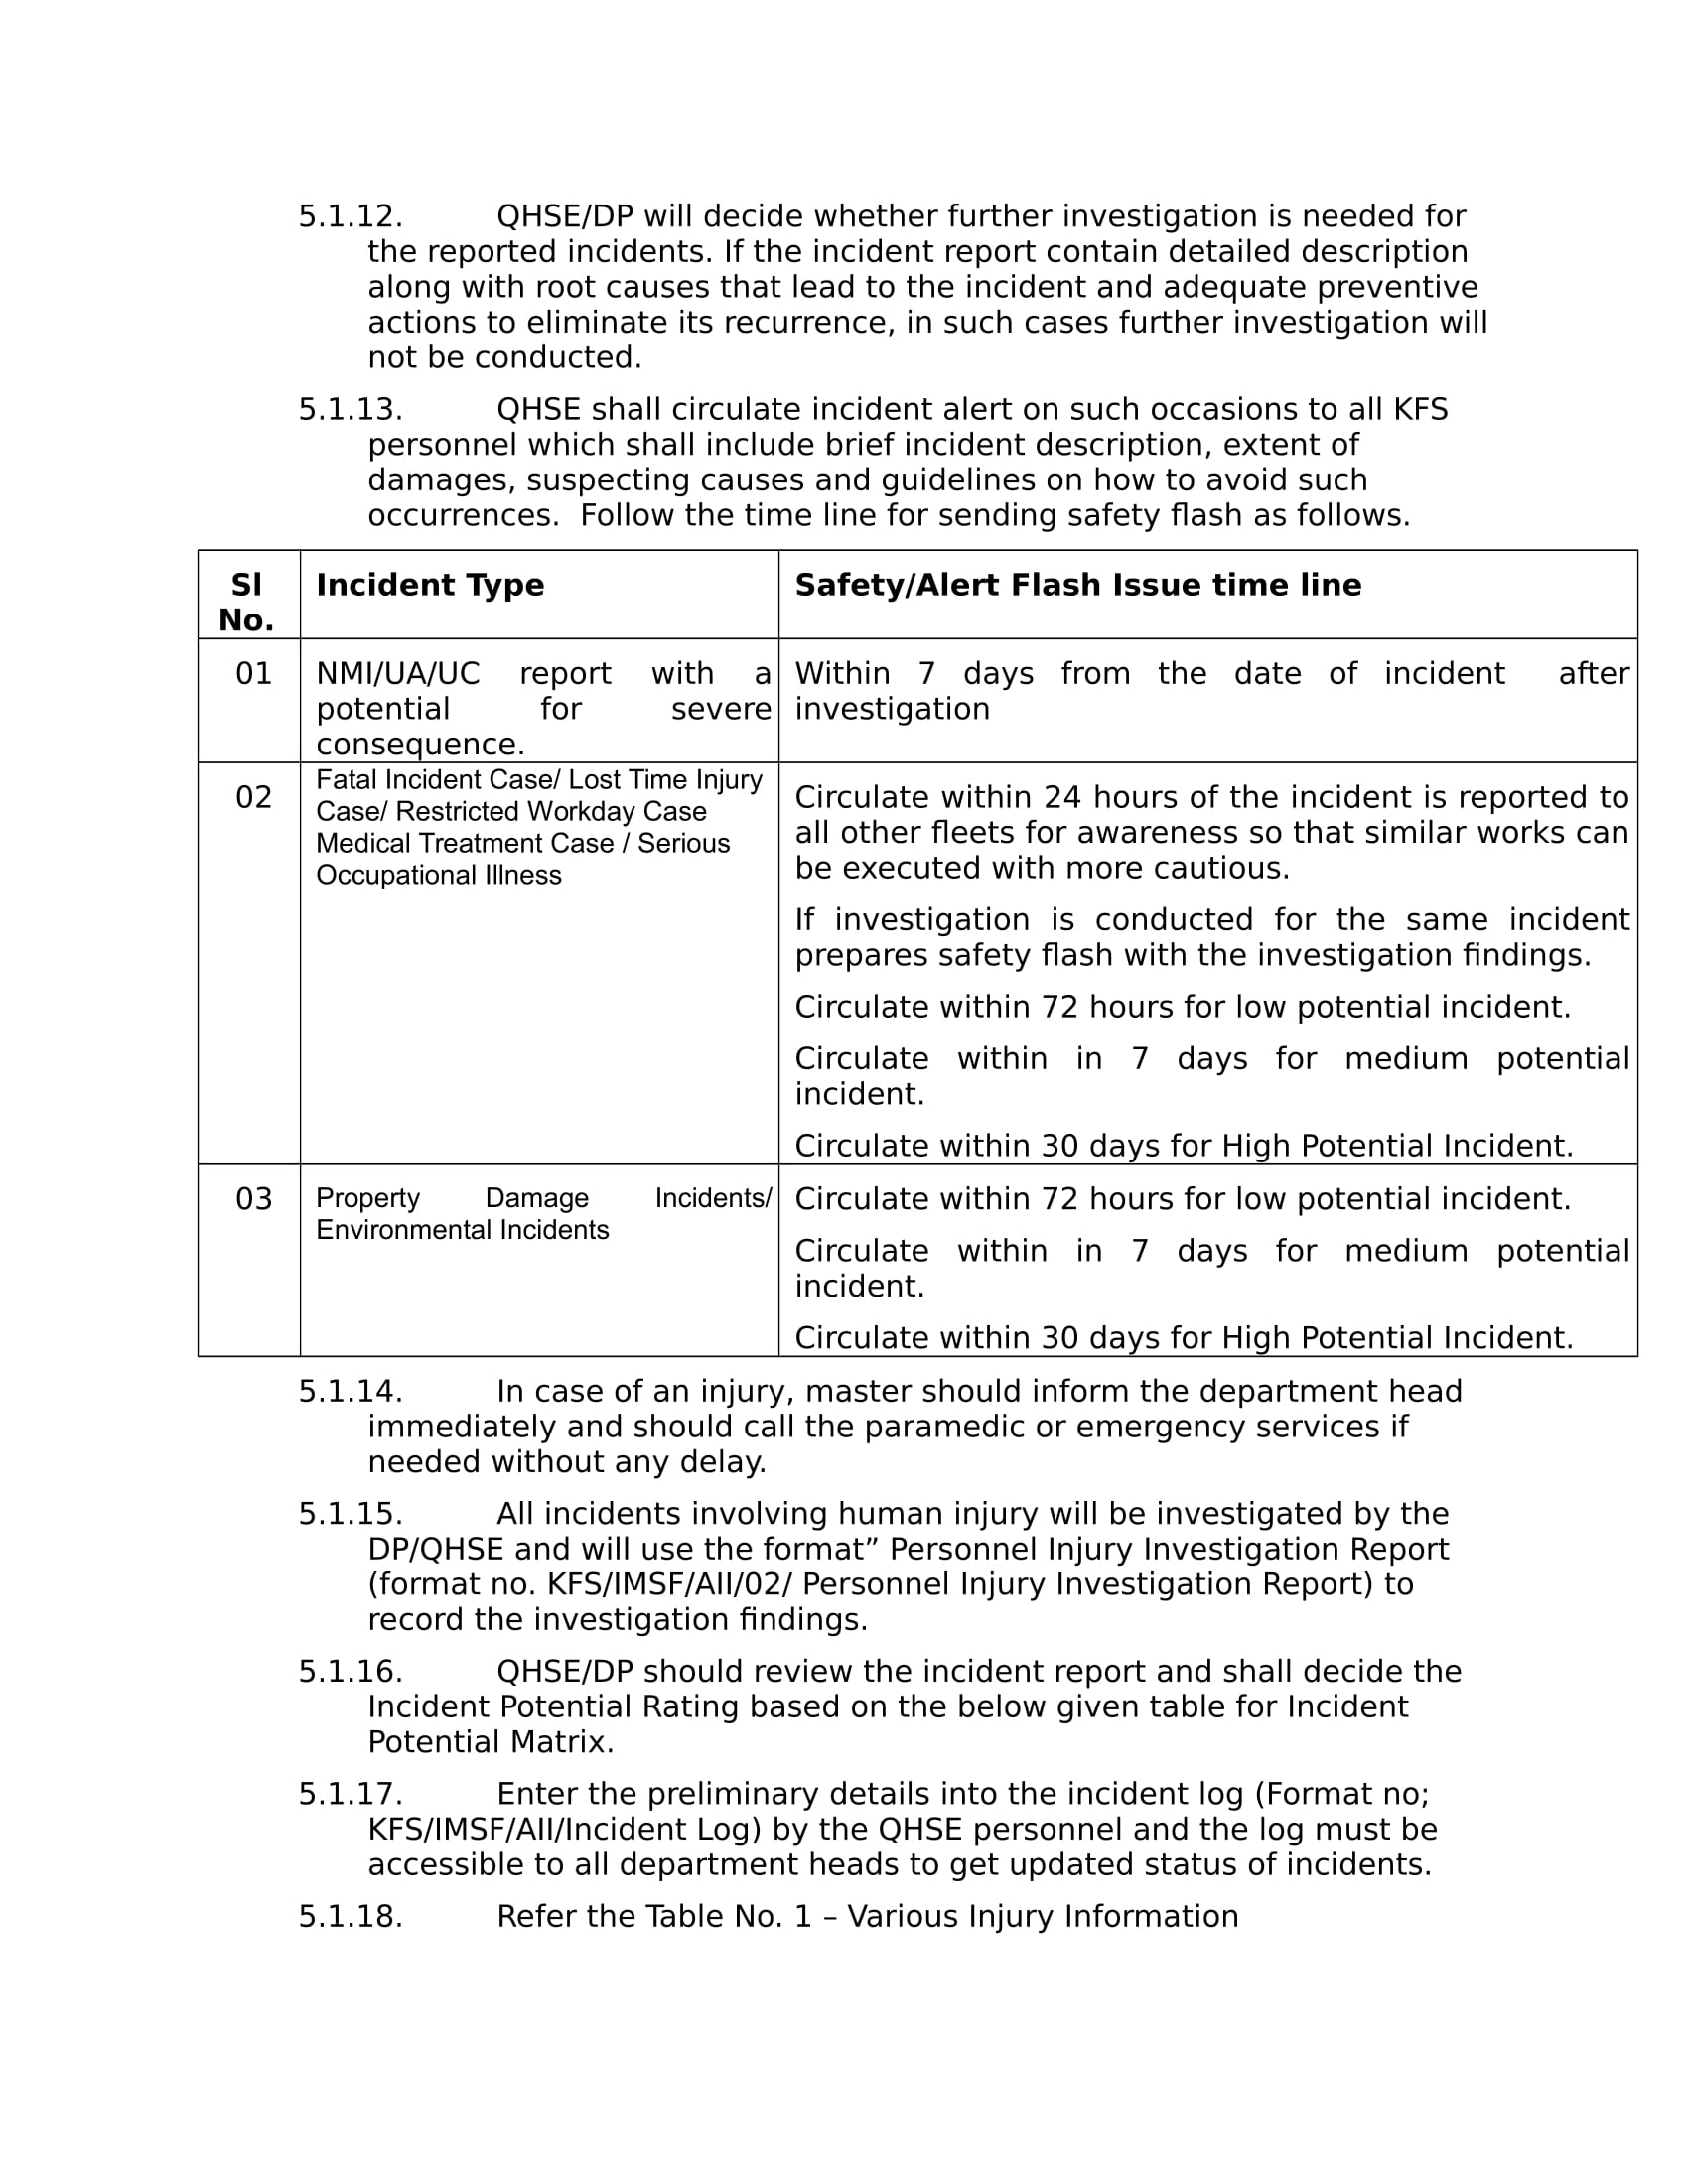 5.1.12. QHSE/DP will decide whether further investigation is needed for
the reported incidents. If the incident report contain detailed description
along with root causes that lead to the incident and adequate preventive
actions to eliminate its recurrence, in such cases further investigation will
not be conducted.
5.1.13. QHSE shall circulate incident alert on such occasions to all KFS
personnel which shall include brief incident description, extent of
damages, suspecting causes and guidelines on how to avoid such
occurrences.  Follow the time line for sending safety flash as follows.
Sl
No.
Incident Type
Safety/Alert Flash Issue time line
01
NMI/UA/UC report with a
potential for severe
consequence.
Within 7 days from the date of incident after
investigation
02
Fatal Incident Case/ Lost Time Injury
Case/ Restricted Workday Case
Medical Treatment Case / Serious
Occupational Illness
Circulate within 24 hours of the incident is reported to
all other fleets for awareness so that similar works can
be executed with more cautious.
If investigation is conducted for the same incident
prepares safety flash with the investigation findings.
Circulate within 72 hours for low potential incident.
Circulate within in 7 days for medium potential
incident.
Circulate within 30 days for High Potential Incident.
03
Property Damage Incidents/
Environmental Incidents
Circulate within 72 hours for low potential incident.
Circulate within in 7 days for medium potential
incident.
Circulate within 30 days for High Potential Incident.
5.1.14. In case of an injury, master should inform the department head
immediately and should call the paramedic or emergency services if
needed without any delay.
5.1.15. All incidents involving human injury will be investigated by the
DP/QHSE and will use the format” Personnel Injury Investigation Report
(format no. KFS/IMSF/AII/02/ Personnel Injury Investigation Report) to
record the investigation findings.
5.1.16. QHSE/DP should review the incident report and shall decide the
Incident Potential Rating based on the below given table for Incident
Potential Matrix.
5.1.17. Enter the preliminary details into the incident log (Format no;
KFS/IMSF/AII/Incident Log) by the QHSE personnel and the log must be
accessible to all department heads to get updated status of incidents.
5.1.18. Refer the Table No. 1 – Various Injury Information